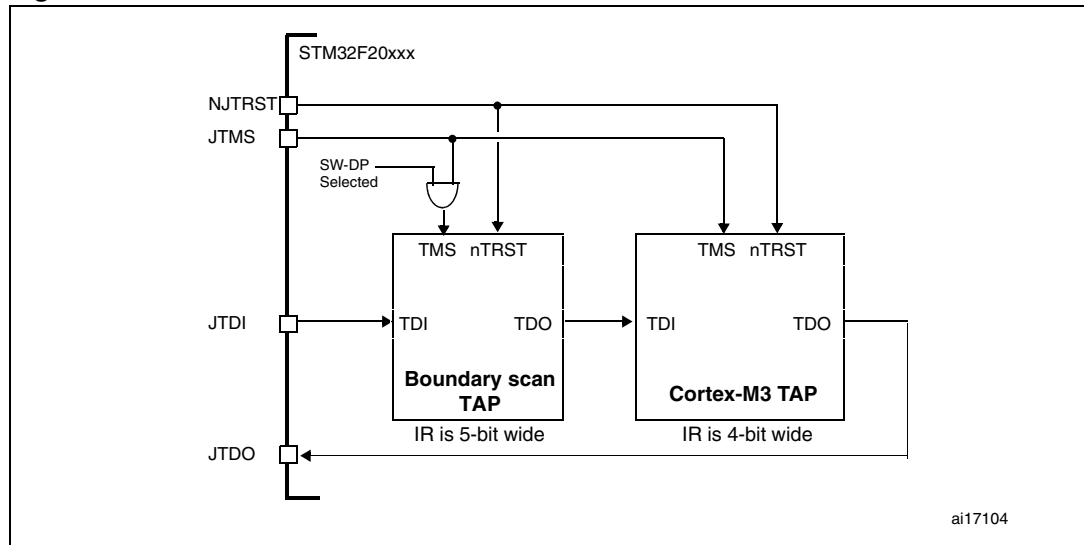 STM32F20xxx
NJTRST
JTMS
SW-DP
Selected
TMS nTRST
TMS nTRST
JTDI
TDI
TDO
TDI
TDO
Boundary scan
TAP
Cortex-M3 TAP
IR is 5-bit wide
IR is 4-bit wide
JTDO
ai17104